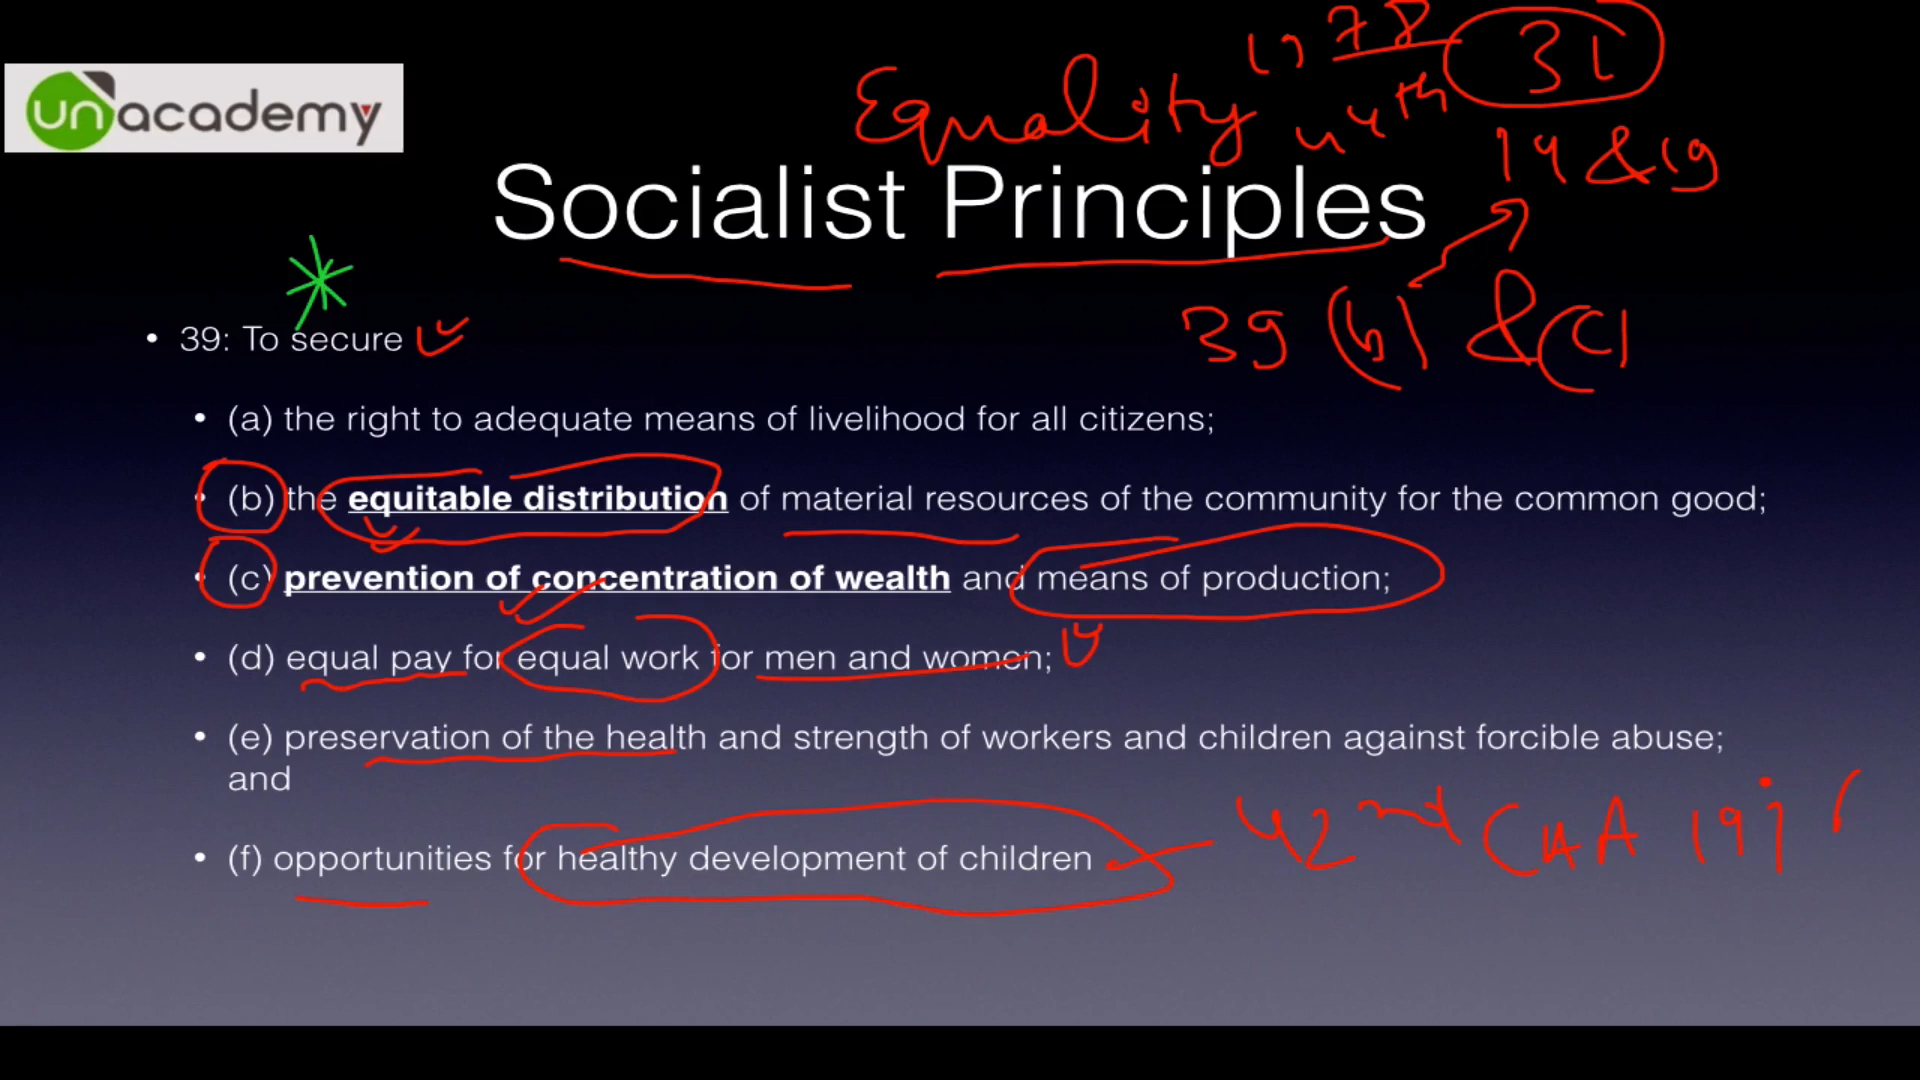 unacademy
Equality 1978 31
44th 14 & 19
Socialist Principles
39 (b) & (c)
• 39: To secure
• (a) the right to adequate means of livelihood for all citizens;
• (b) the equitable distribution of material resources of the community for the common good;
• (c) prevention of concentration of wealth and means of production;
• (d) equal pay for equal work for men and women;
• (e) preservation of the health and strength of workers and children against forcible abuse;
and
• (f) opportunities for healthy development of children
42nd CAA 197